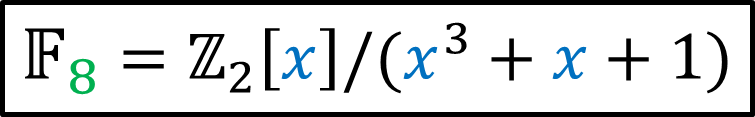 𝔽₈ = ℤ₂[x]/(x³ + x + 1)